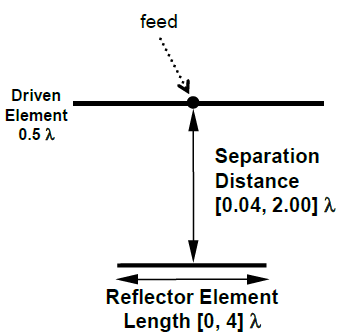 feed
Driven
Element
0.5 λ
Separation
Distance
[0.04, 2.00] λ
Reflector Element
Length [0, 4] λ